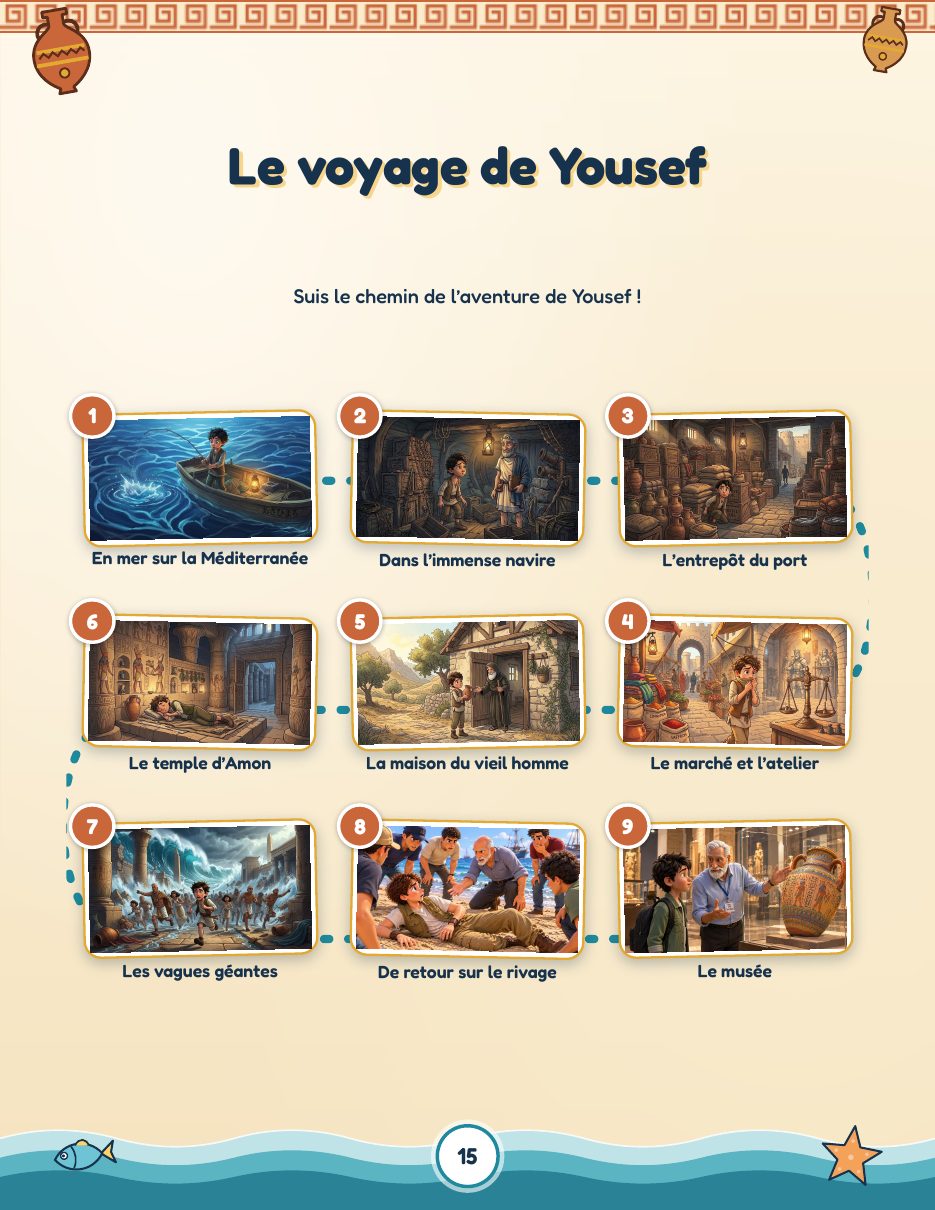 Le voyage de Yousef
Suis le chemin de l'aventure de Yousef !
1
2
3
En mer sur la Méditerranée
Dans l'immense navire
L'entrepôt du port
6
5
4
Le temple d'Amon
La maison du vieil homme
Le marché et l'atelier
7
8
9
Les vagues géantes
De retour sur le rivage
Le musée
15